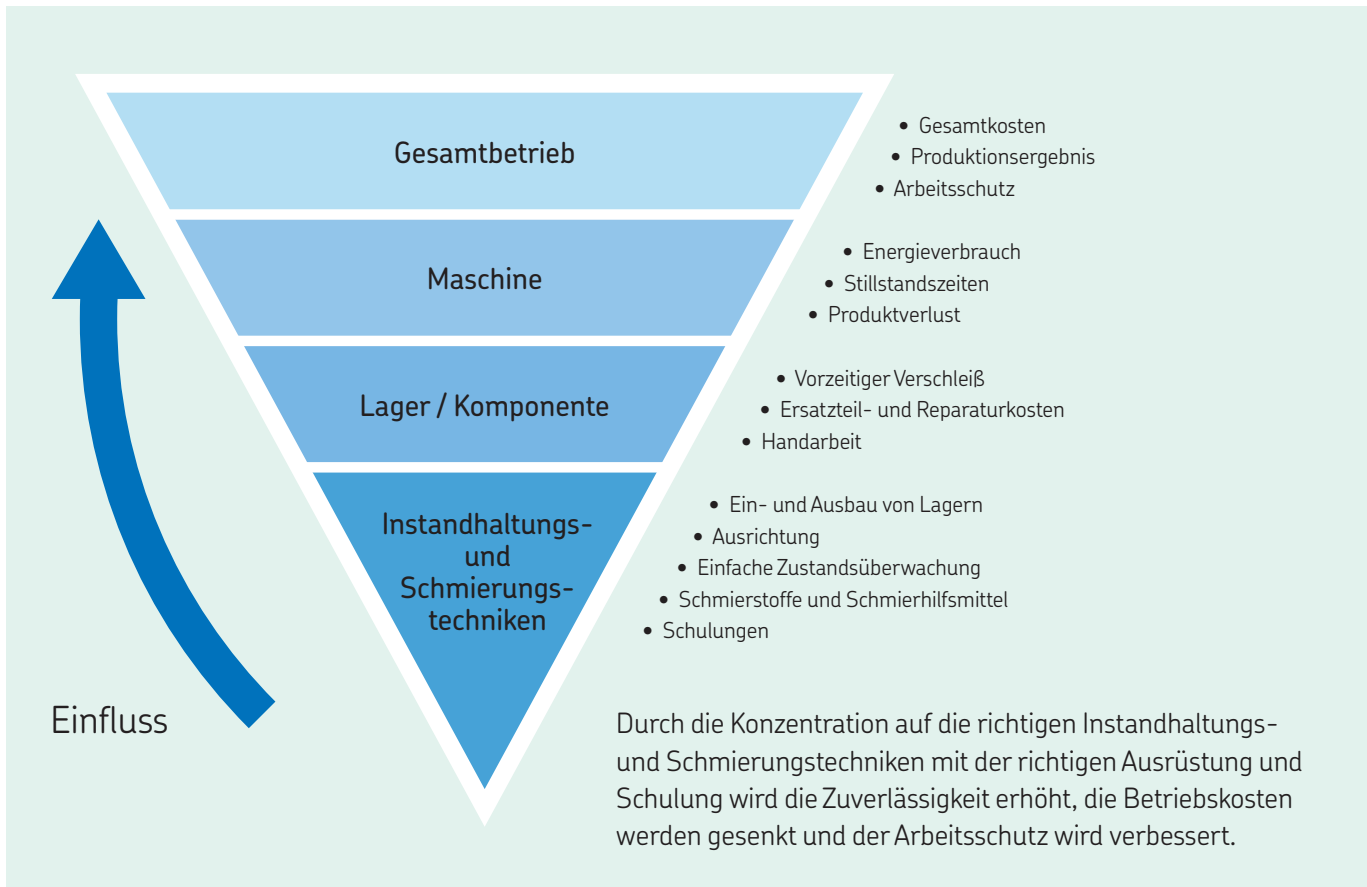 Gesamtbetrieb
• Gesamtkosten
• Produktionsergebnis
• Arbeitsschutz
Maschine
• Energieverbrauch
• Stillstandszeiten
• Produktverlust
Lager / Komponente
• Vorzeitiger Verschleiß
• Ersatzteil- und Reparaturkosten
• Handarbeit
Instandhaltungs-
und
Schmierungs-
techniken
• Ein- und Ausbau von Lagern
• Ausrichtung
• Einfache Zustandsüberwachung
• Schmierstoffe und Schmierhilfsmittel
• Schulungen
Einfluss
Durch die Konzentration auf die richtigen Instandhaltungs-
und Schmierungstechniken mit der richtigen Ausrüstung und
Schulung wird die Zuverlässigkeit erhöht, die Betriebskosten
werden gesenkt und der Arbeitsschutz wird verbessert.